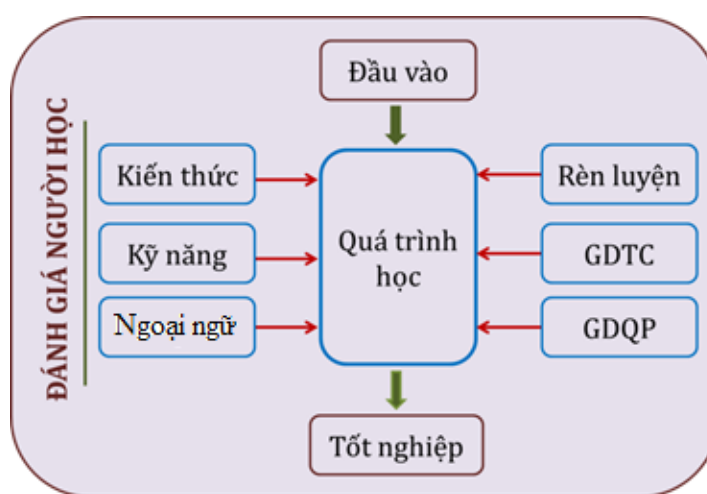 ĐÁNH GIÁ NGƯỜI HỌC
Đầu vào
Kiến thức
Kỹ năng
Ngoại ngữ
Quá trình
học
Rèn luyện
GDTC
GDQP
Tốt nghiệp